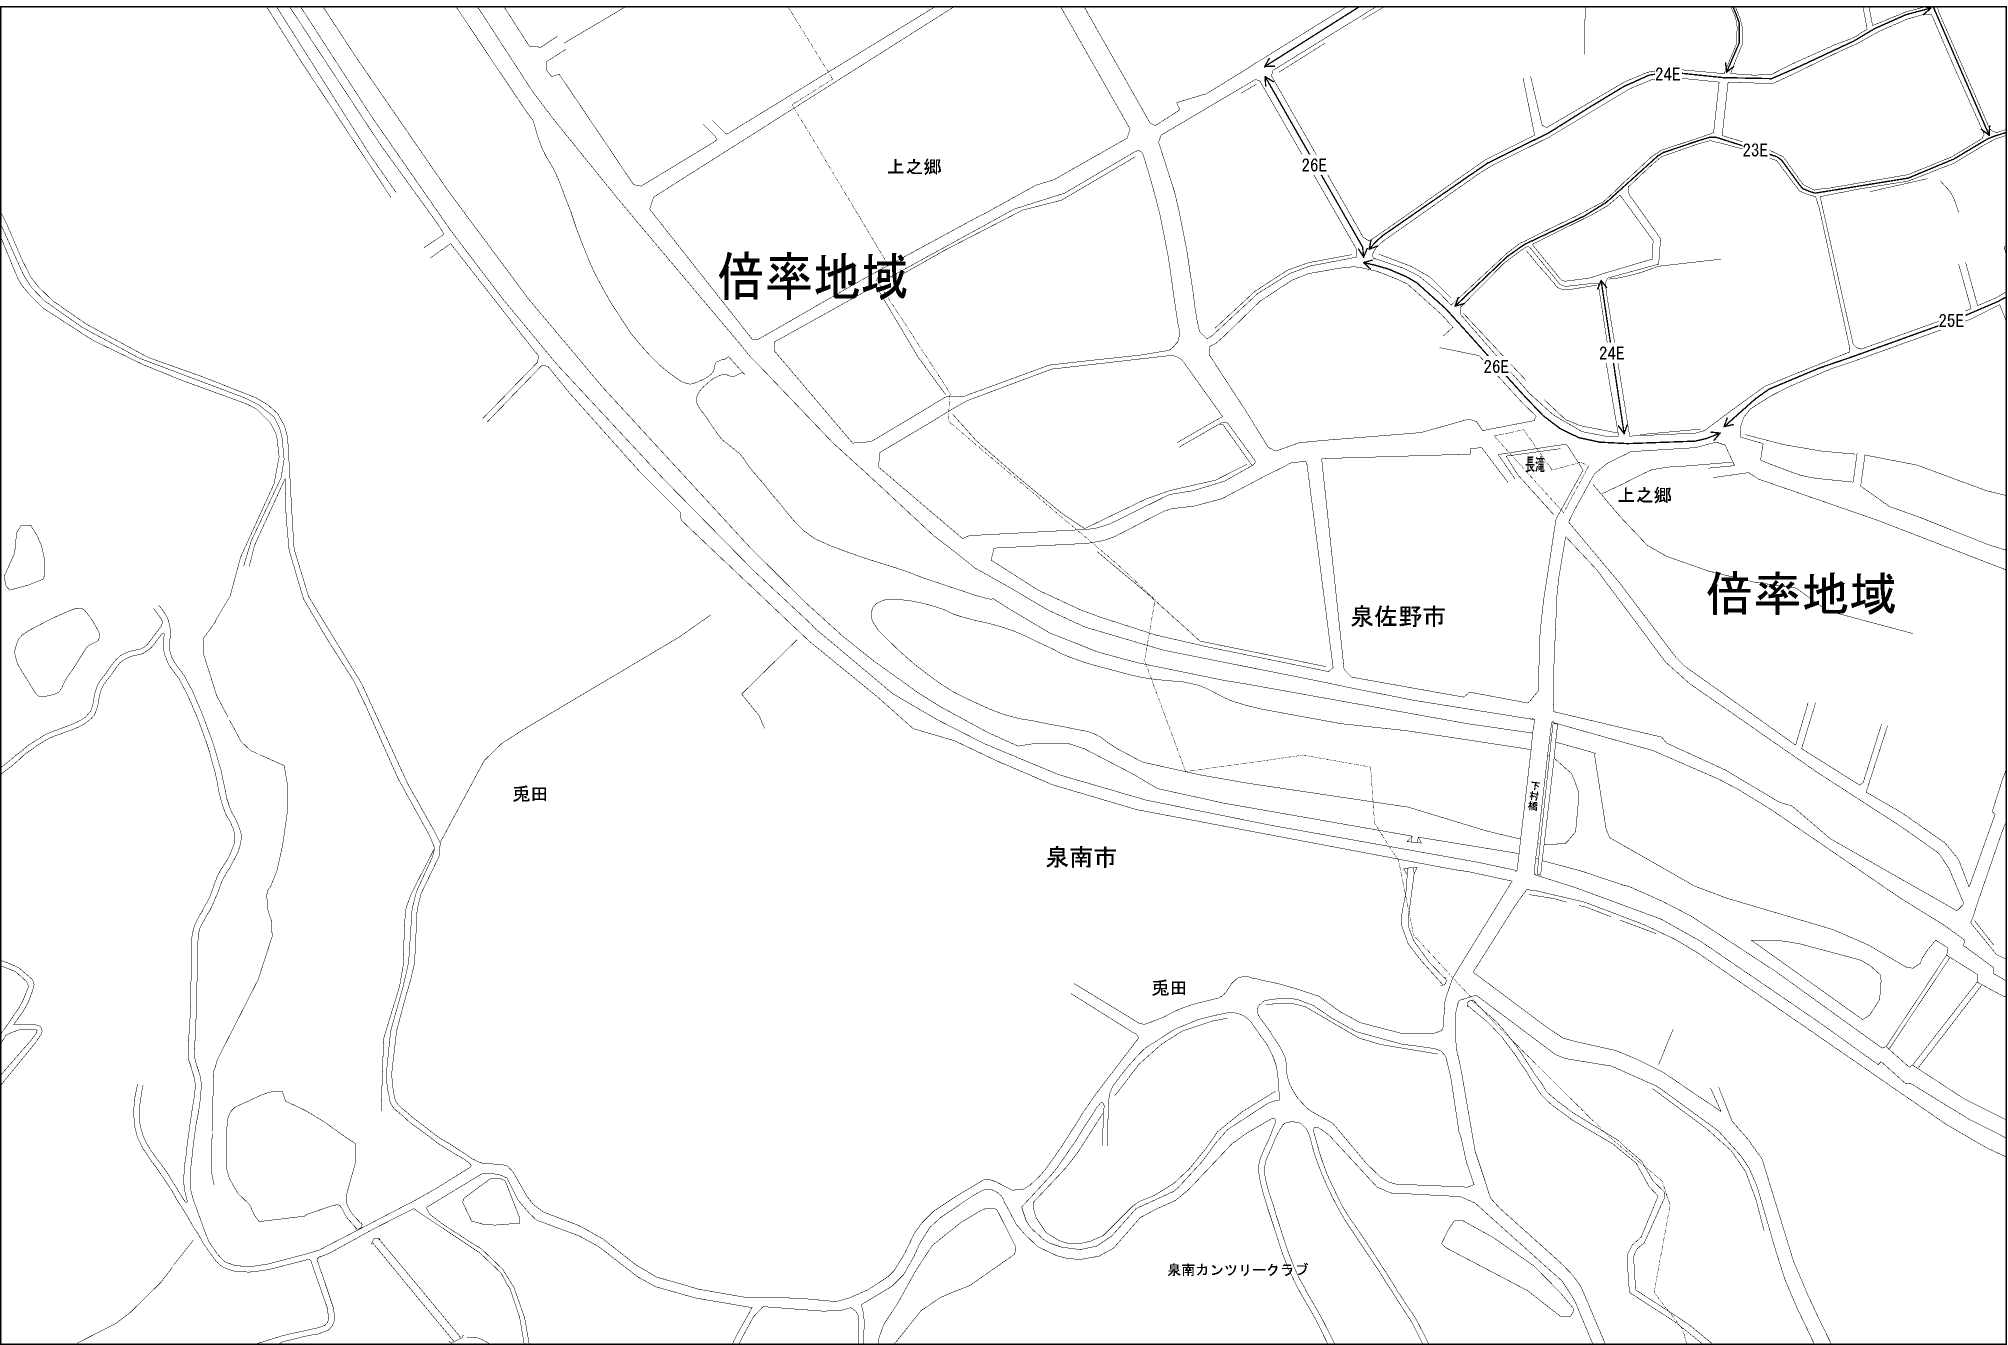 24E
23E
上之郷
26E
倍率地域
25E
24E
26E
長滝
上之郷
倍率地域
泉佐野市
下村橋
兎田
泉南市
兎田
泉南カンツリークラブ